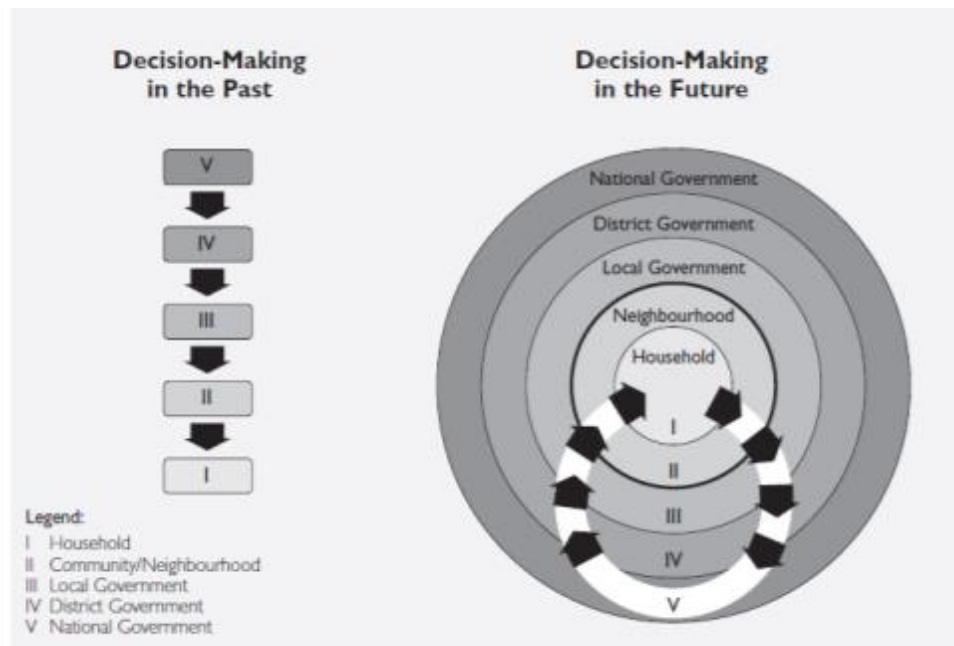 Decision-Making
in the Past
V
IV
III
II
I
Legend:
I Household
II Community/Neighbourhood
III Local Government
IV District Government
V National Government
Decision-Making
in the Future
National Government
District Government
Local Government
Neighbourhood
Household
I
II
III
IV
V